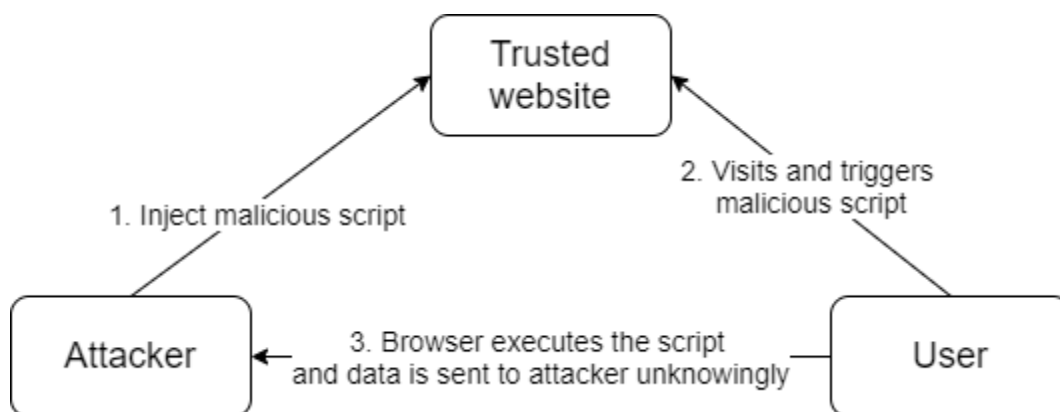 Trusted
website
1. Inject malicious script
2. Visits and triggers
malicious script
Attacker
3. Browser executes the script
and data is sent to attacker unknowingly
User